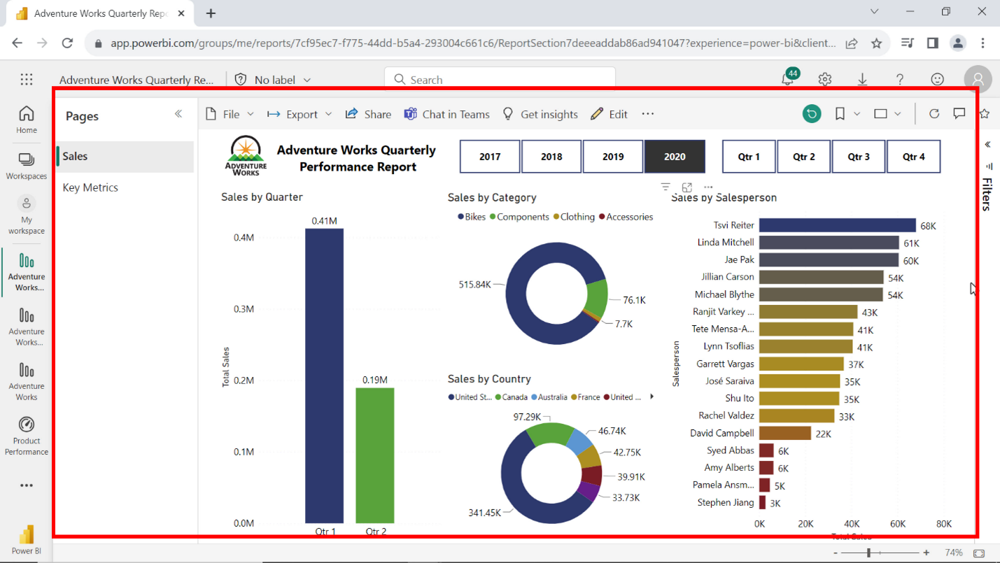 Adventure Works Quarterly Repo
app.powerbi.com/groups/me/reports/7cf95ec7-f775-44dd-b5a4-293004c661c6/ReportSection7deeeaddab86ad941047?experience=power-bi&client...
Adventure Works Quarterly Re...
No label
Search
44
Home
Workspaces
My
workspace
Adventure
Works...
Adventure
Works...
Adventure
Works
Product
Performance
Power BI
Pages
Sales
Key Metrics
File
Export
Share
Chat in Teams
Get insights
Edit
ADVENTURE
WORKS
Adventure Works Quarterly
Performance Report
2017
2018
2019
2020
Qtr 1
Qtr 2
Qtr 3
Qtr 4
Filters
Sales by Quarter
0.41M
0.4M
0.3M
0.19M
0.2M
0.1M
0.0M
Total Sales
Qtr 1
Qtr 2
Sales by Category
Bikes
Components
Clothing
Accessories
515.84K
76.1K
7.7K
Sales by Country
United St...
Canada
Australia
France
United ...
97.29K
46.74K
42.75K
39.91K
33.73K
341.45K
Sales by Salesperson
Salesperson
Tsvi Reiter 68K
Linda Mitchell 61K
Jae Pak 60K
Jillian Carson 54K
Michael Blythe 54K
Ranjit Varkey ... 43K
Tete Mensa-A... 41K
Lynn Tsoflias 41K
Garrett Vargas 37K
José Saraiva 35K
Shu Ito 35K
Rachel Valdez 33K
David Campbell 22K
Syed Abbas 6K
Amy Alberts 6K
Pamela Ansm... 5K
Stephen Jiang 3K
0K 20K 40K 60K 80K
Total Sales
74%